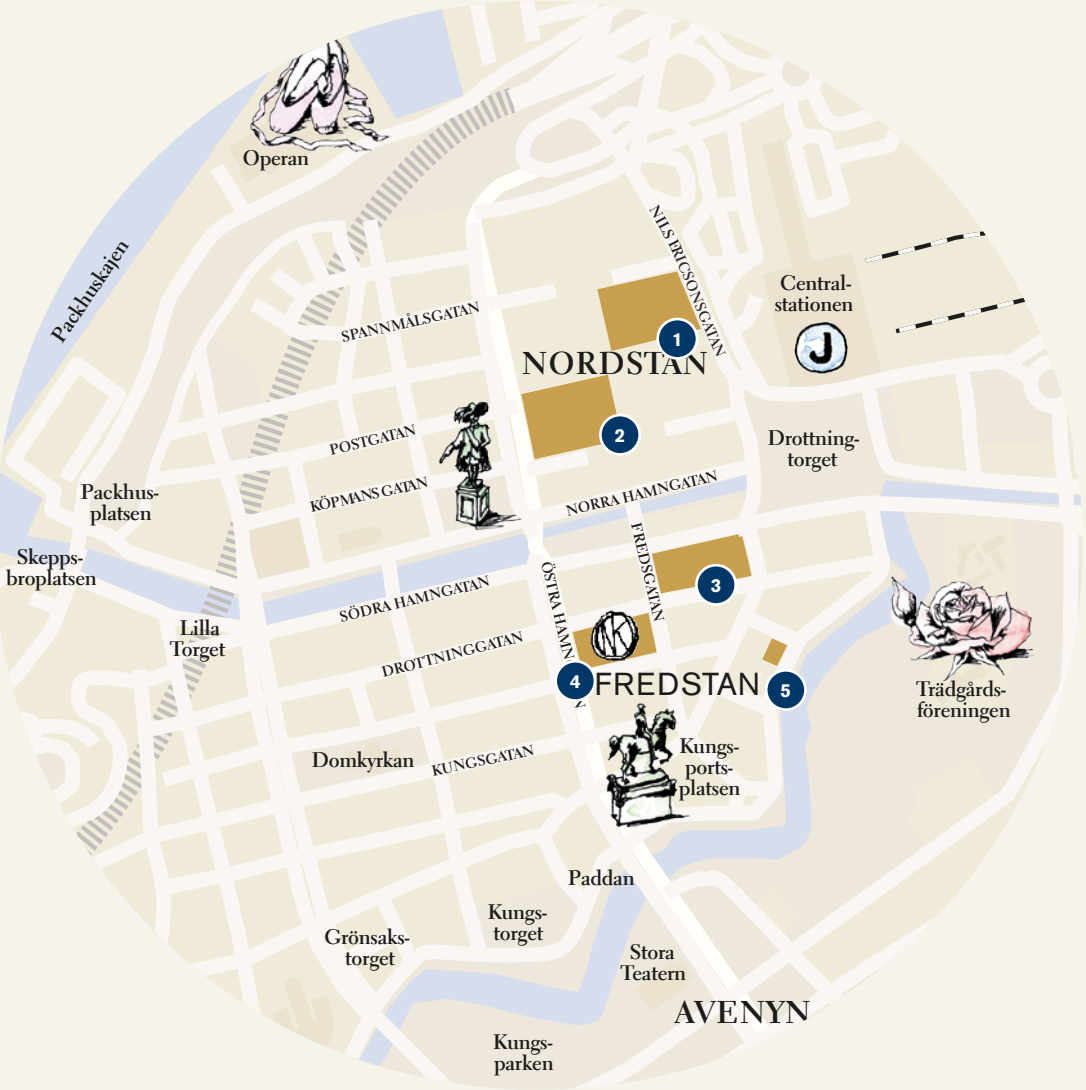 Operan
Packhuskajen
NILS ERICSONSGATAN
Central-
stationen
J
SPANNMÅLSGATAN
1
NORDSTAN
2
POSTGATAN
Drottning-
torget
KÖPMANSGATAN
NORRA HAMNGATAN
Packhus-
platsen
Skepps-
broplatsen
FREDSGATAN
3
ÖSTRA HAMN
SÖDRA HAMNGATAN
Lilla
Torget
NK
DROTTNINGGATAN
4
FREDSTAN
5
Trädgårds-
föreningen
Domkyrkan
KUNGSGATAN
Kungs-
ports-
platsen
Paddan
Kungs-
torget
Grönsaks-
torget
Stora
Teatern
AVENYN
Kungs-
parken